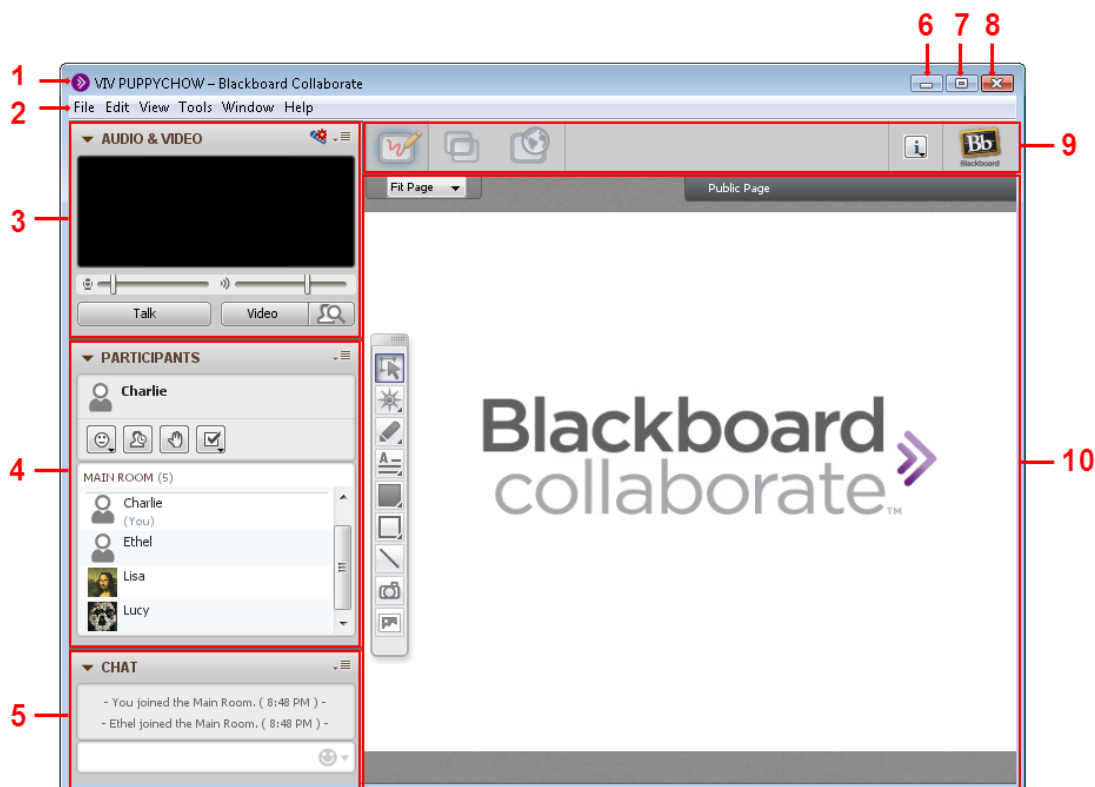 6 7 8
1
VIV PUPPYCHOW – Blackboard Collaborate
2
File Edit View Tools Window Help
AUDIO & VIDEO
3
Talk
Video
PARTICIPANTS
Charlie
4
MAIN ROOM (5)
Charlie
(You)
Ethel
Lisa
Lucy
CHAT
- You joined the Main Room. ( 8:48 PM ) -
- Ethel joined the Main Room. ( 8:48 PM ) -
5
i
Bb
Blackboard
9
Fit Page
Public Page
A
Blackboard
collaborate™
10